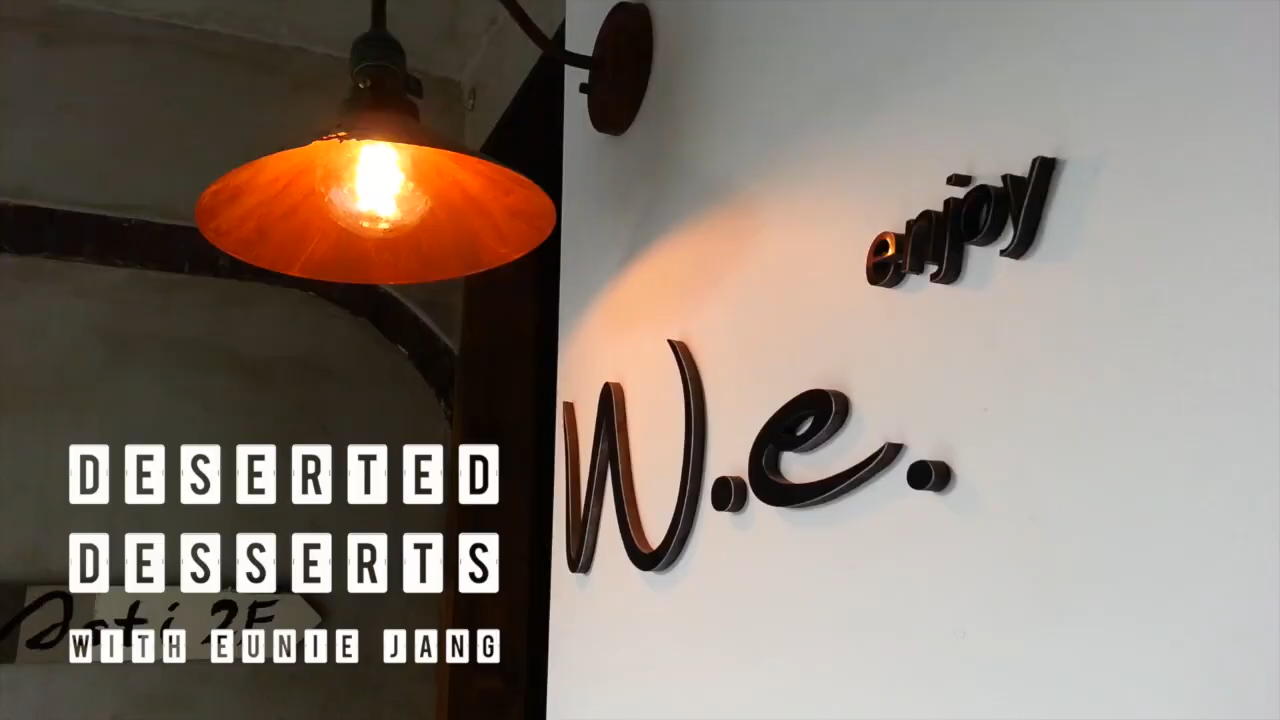 enjoy
W.e.
DESERTED
DESSERTS
WITH EUNIE JANG